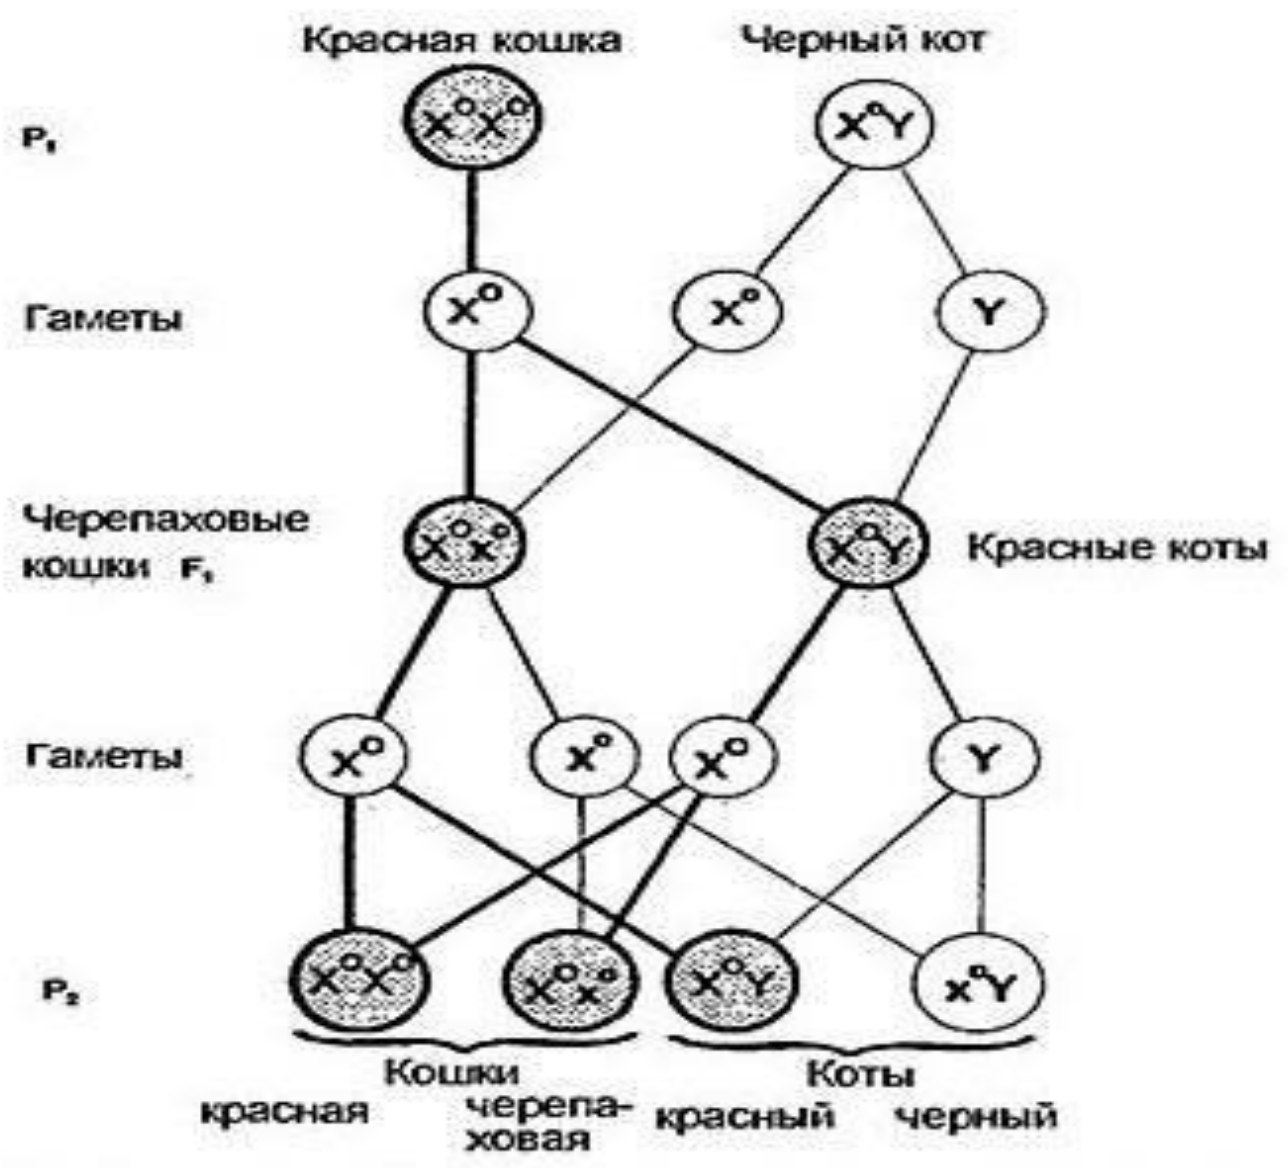 Красная кошка Черный кот
P₁ XᴼXᴼ XᵒY
Гаметы Xᴼ Xᵒ Y
Черепаховые
кошки F₁ Xᴼxᵒ XᴼY Красные коты
Гаметы Xᴼ Xᵒ Xᴼ Y
P₂ XᴼXᴼ Xᴼxᵒ XᴼY xᵒY
Кошки Коты
красная черепа- красный черный
ховая